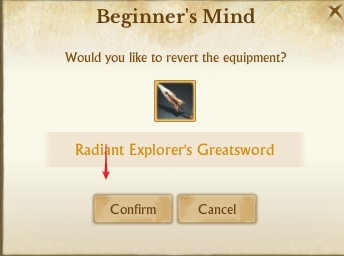 Beginner's Mind
Would you like to revert the equipment?
Radiant Explorer's Greatsword
Confirm
Cancel